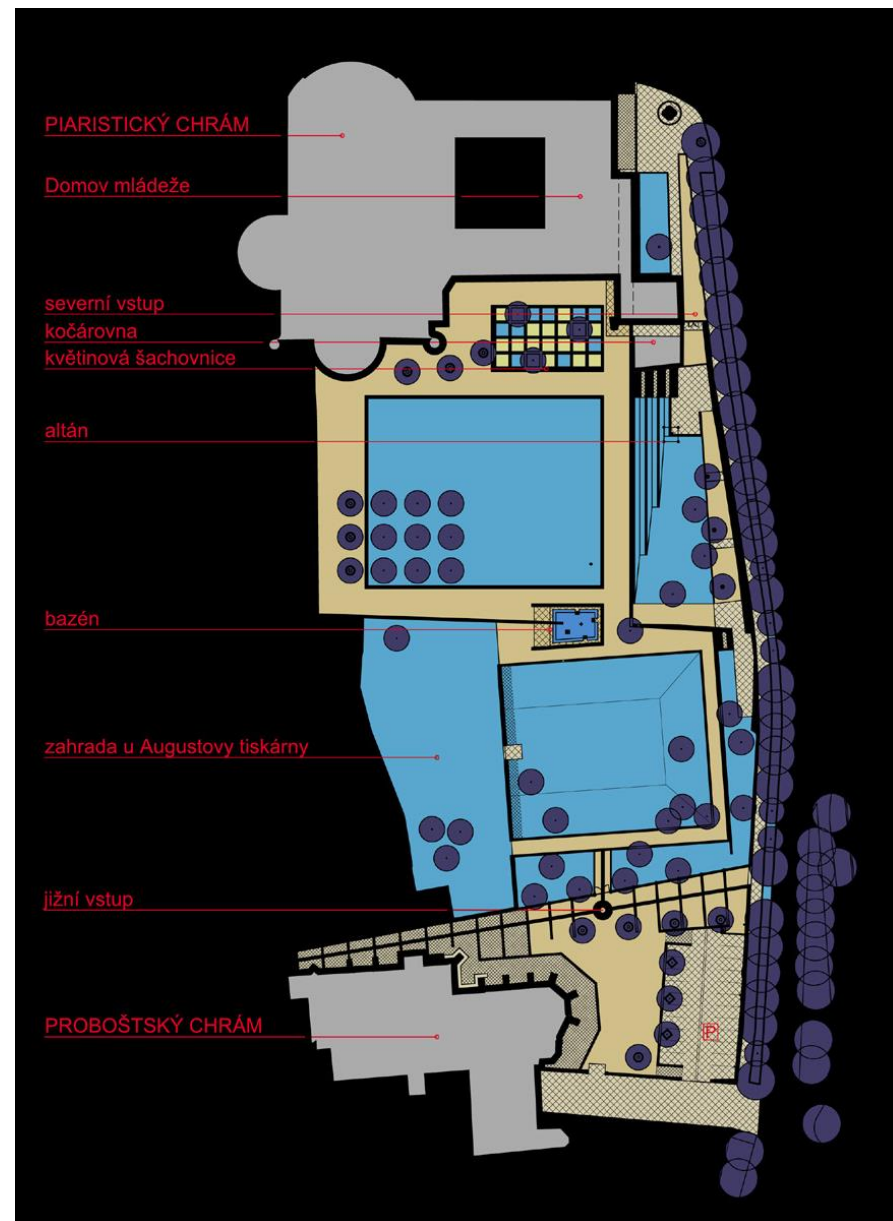 PIARISTICKÝ CHRÁM
Domov mládeže
severní vstup
kočárovna
květinová šachovnice
altán
bazén
zahrada u Augustovy tiskárny
jižní vstup
PROBOŠTSKÝ CHRÁM
P